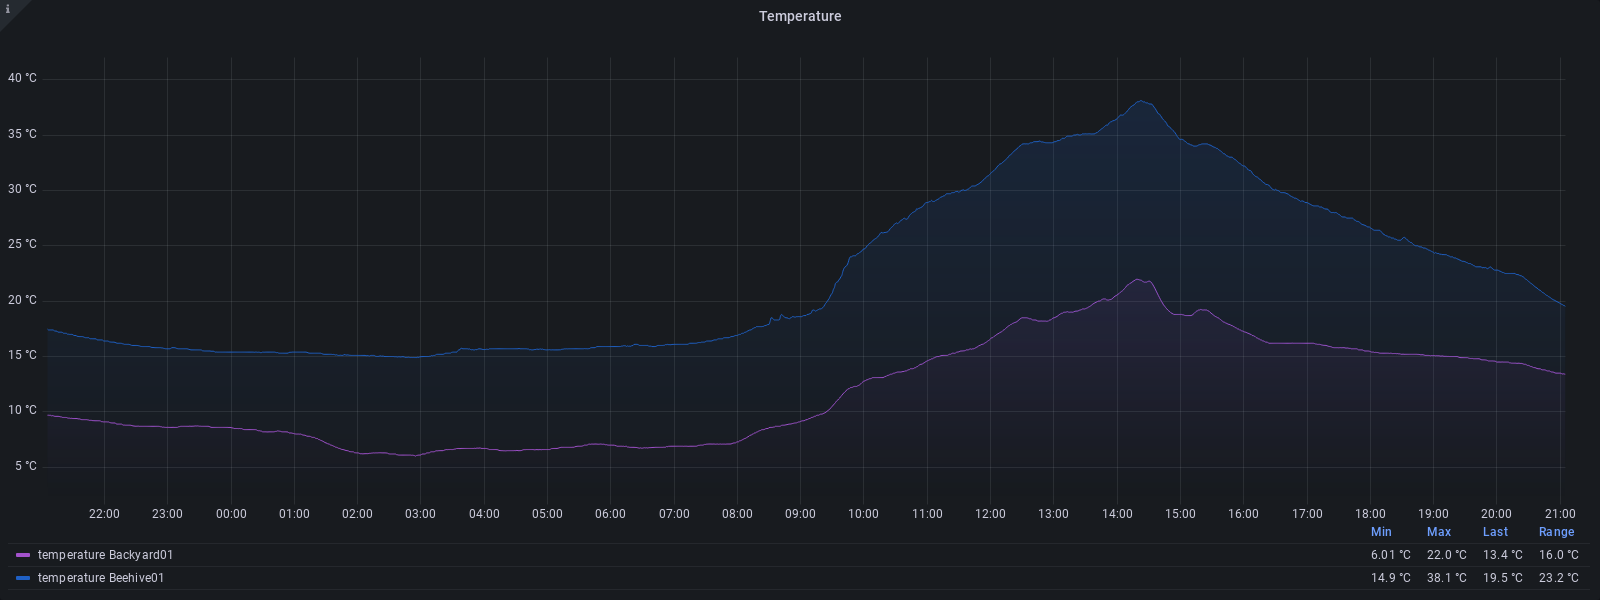 i
Temperature
40 °C
35 °C
30 °C
25 °C
20 °C
15 °C
10 °C
5 °C
22:00 23:00 00:00 01:00 02:00 03:00 04:00 05:00 06:00 07:00 08:00 09:00 10:00 11:00 12:00 13:00 14:00 15:00 16:00 17:00 18:00 19:00 20:00 21:00
Min Max Last Range
temperature Backyard01 6.01 °C 22.0 °C 13.4 °C 16.0 °C
temperature Beehive01 14.9 °C 38.1 °C 19.5 °C 23.2 °C